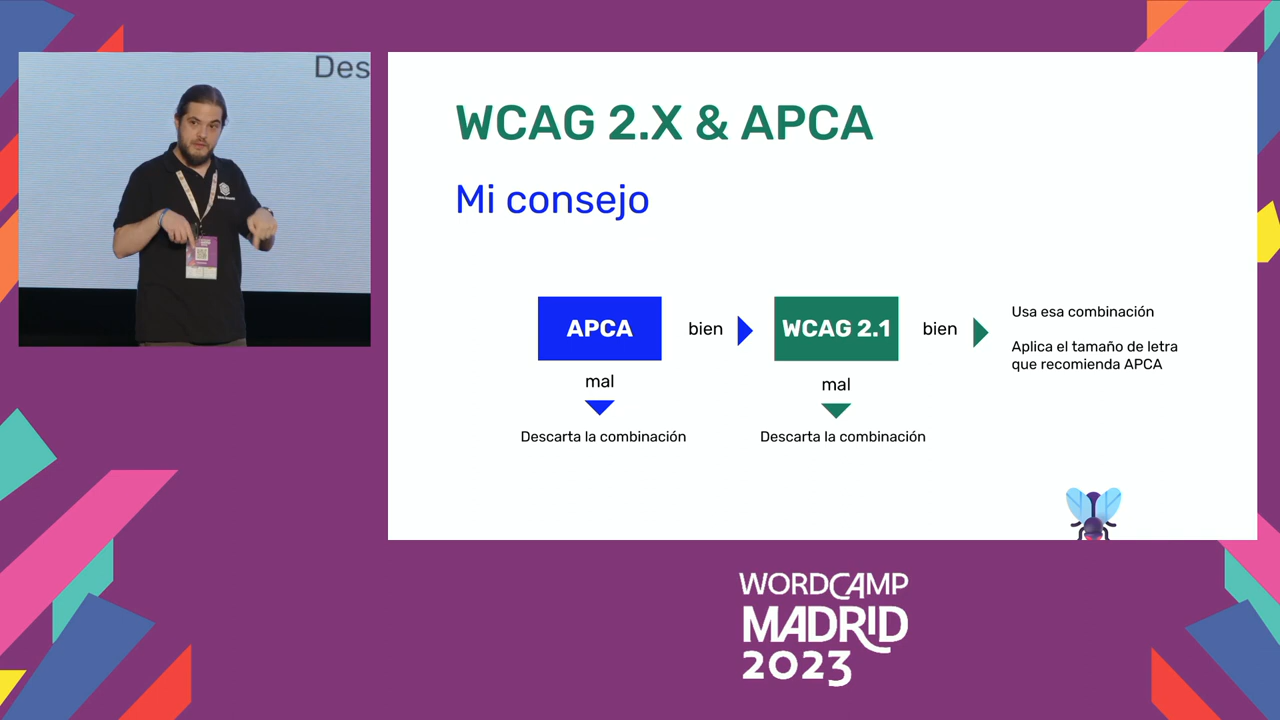 Des
WCAG 2.X & APCA
Mi consejo
APCA
bien
WCAG 2.1
bien
Usa esa combinación
Aplica el tamaño de letra
que recomienda APCA
mal
mal
Descarta la combinación
Descarta la combinación
WORDCAMP
MADRID
2023